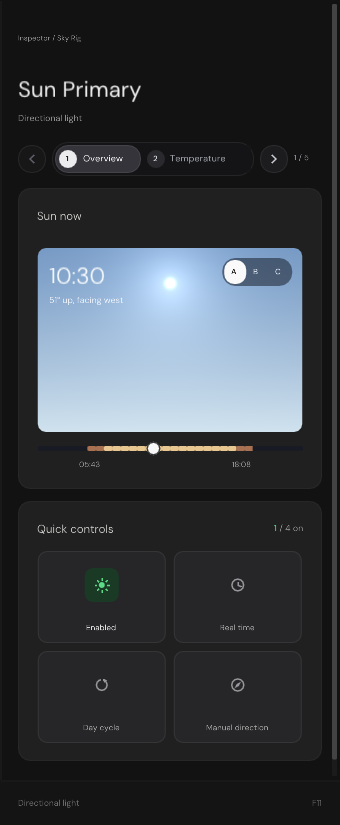 Inspector / Sky Rig
Sun Primary
Directional light
1 Overview 2 Temperature 1 / 5
Sun now
10:30
A B C
51° up, facing west
05:43 18:08
Quick controls 1 / 4 on
Enabled Real time
Day cycle Manual direction
Directional light F11